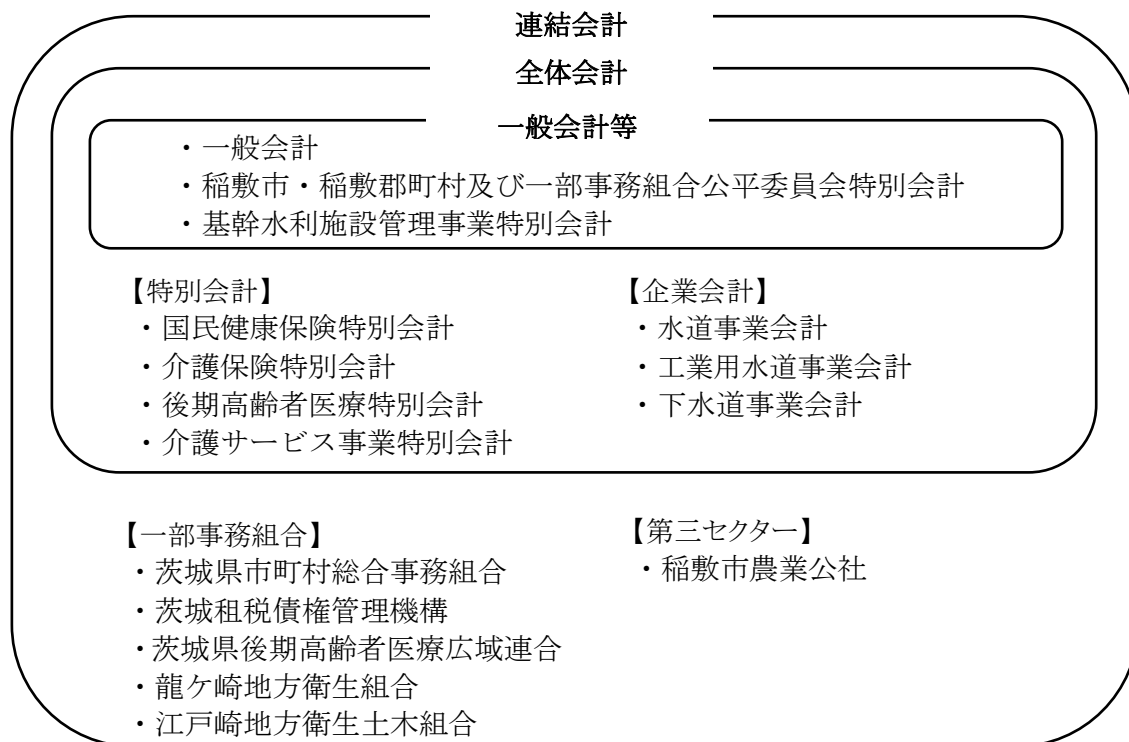 連結会計
全体会計
一般会計等
・一般会計
・稲敷市・稲敷郡町村及び一部事務組合公平委員会特別会計
・基幹水利施設管理事業特別会計
【特別会計】
・国民健康保険特別会計
・介護保険特別会計
・後期高齢者医療特別会計
・介護サービス事業特別会計
【企業会計】
・水道事業会計
・工業用水道事業会計
・下水道事業会計
【一部事務組合】
・茨城県市町村総合事務組合
・茨城租税債権管理機構
・茨城県後期高齢者医療広域連合
・龍ケ崎地方衛生組合
・江戸崎地方衛生土木組合
【第三セクター】
・稲敷市農業公社